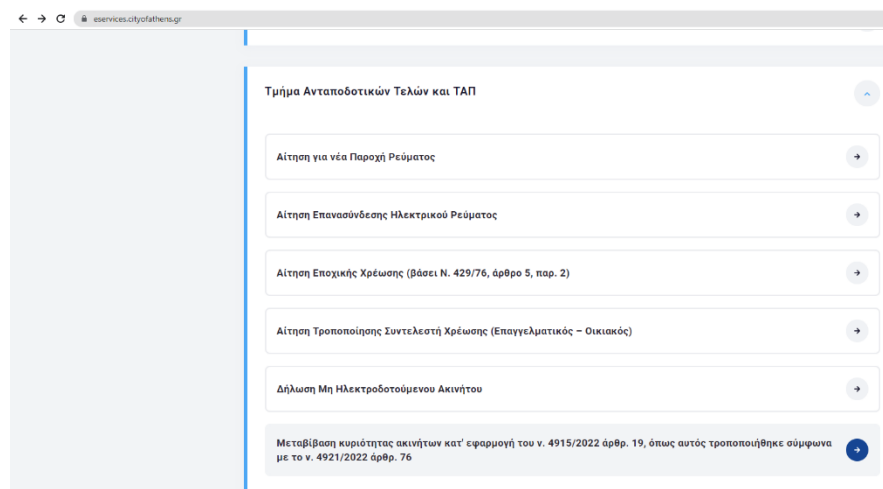 eservices.cityofathens.gr
Τμήμα Ανταποδοτικών Τελών και ΤΑΠ
Αίτηση για νέα Παροχή Ρεύματος
Αίτηση Επανασύνδεσης Ηλεκτρικού Ρεύματος
Αίτηση Εποχικής Χρέωσης (βάσει Ν. 429/76, άρθρο 5, παρ. 2)
Αίτηση Τροποποίησης Συντελεστή Χρέωσης (Επαγγελματικός – Οικιακός)
Δήλωση Μη Ηλεκτροδοτούμενου Ακινήτου
Μεταβίβαση κυριότητας ακινήτων κατ' εφαρμογή του ν. 4915/2022 άρθρ. 19, όπως αυτός τροποποιήθηκε σύμφωνα
με το ν. 4921/2022 άρθρ. 76